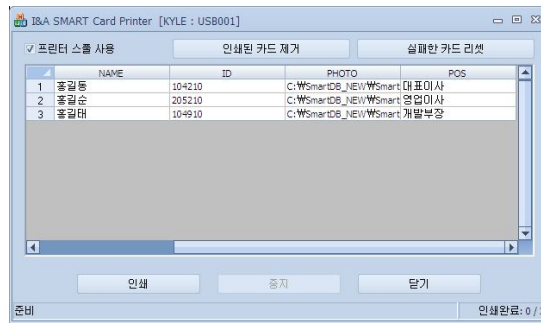 I&A SMART Card Printer [KYLE : USB001]
프린터 스풀 사용 인쇄된 카드 제거 실패한 카드 리셋
NAME ID PHOTO POS
1 홍길동 104210 C:₩SmartDB_NEW₩Smart 대표이사
2 홍길순 205210 C:₩SmartDB_NEW₩Smart 영업이사
3 홍길태 104910 C:₩SmartDB_NEW₩Smart 개발부장
인쇄 중지 닫기
준비 인쇄완료: 0 /